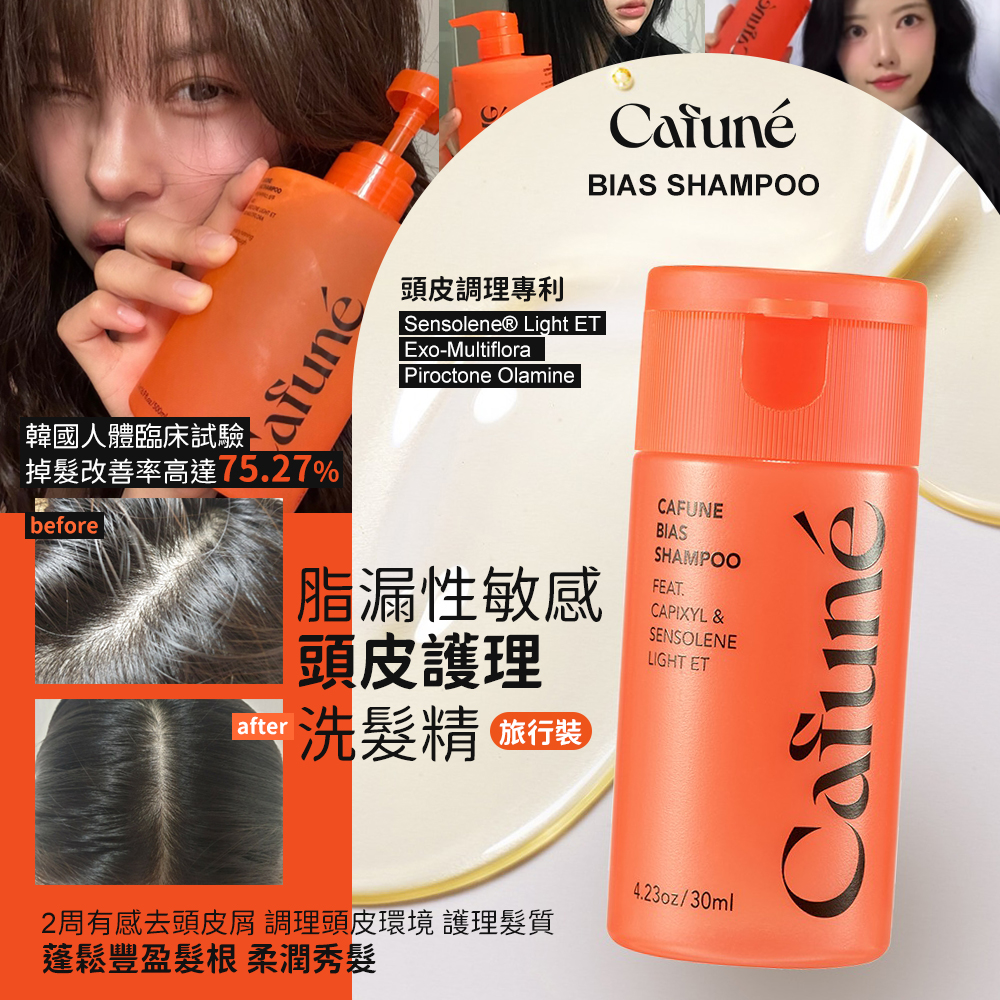 Cafuné
BIAS SHAMPOO
頭皮調理專利
Sensolene® Light ET
Exo-Multiflora
Piroctone Olamine
Cafuné
韓國人體臨床試驗
掉髮改善率高達75.27%
before
脂漏性敏感
頭皮護理
洗髮精 旅行裝
after
2周有感去頭皮屑 調理頭皮環境 護理髮質
蓬鬆豐盈髮根 柔潤秀髮
CAFUNE
BIAS
SHAMPOO
FEAT.
CAPIXYL &
SENSOLENE
LIGHT ET
Cafuné
4.23oz/30ml